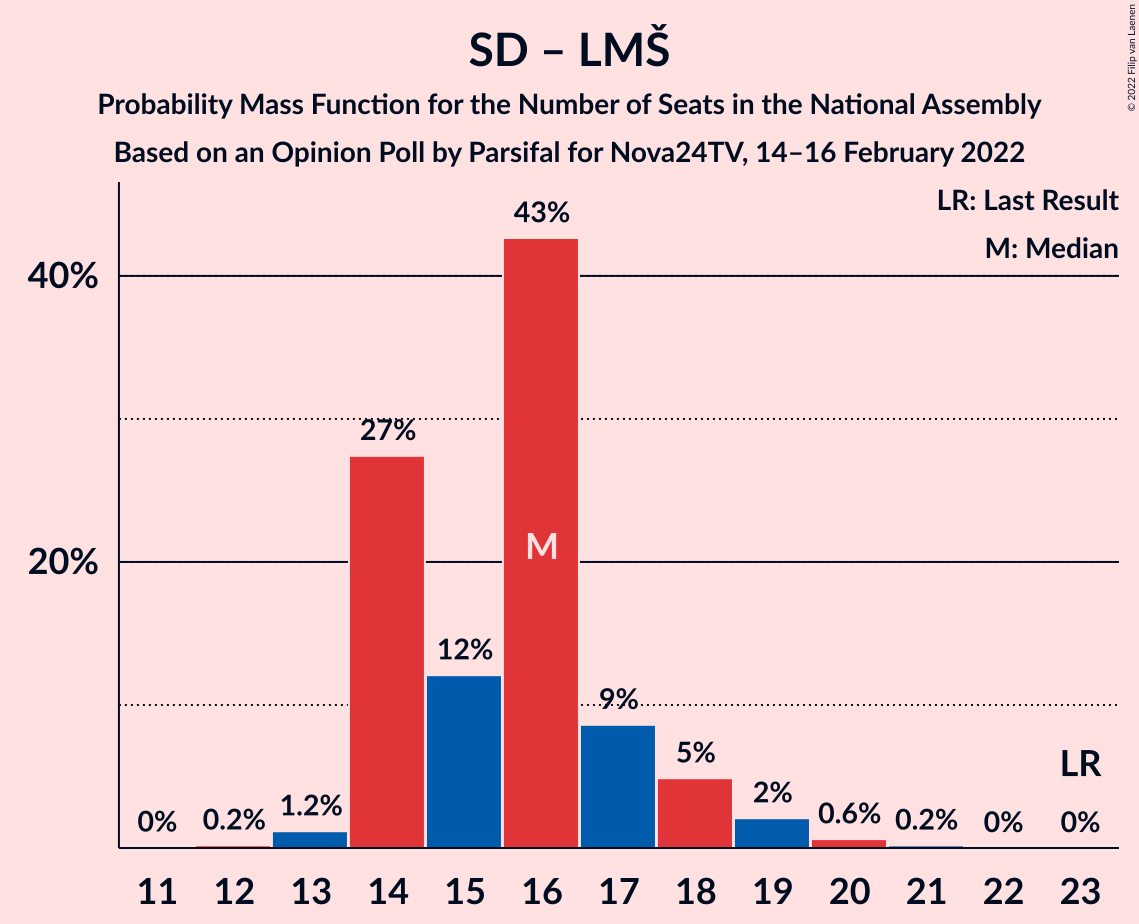 SD – LMŠ
Probability Mass Function for the Number of Seats in the National Assembly
Based on an Opinion Poll by Parsifal for Nova24TV, 14–16 February 2022
© 2022 Filip van Laenen
LR: Last Result
M: Median
40%
20%
0%
0.2%
1.2%
27%
12%
43%
M
9%
5%
2%
0.6%
0.2%
0%
LR
0%
11 12 13 14 15 16 17 18 19 20 21 22 23